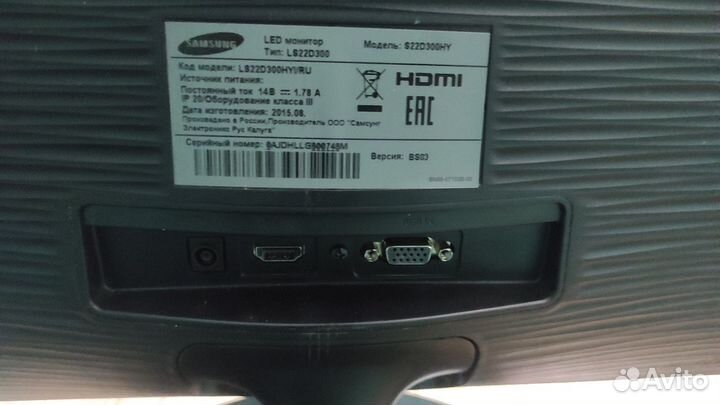 SAMSUNG
LED монитор
Тип: LS22D300
Модель: S22D300HY
Код модели: LS22D300HYI/RU
Источник питания:
Постоянный ток 14В 1.78 А
IP 20/Оборудование класса III
Дата изготовления: 2015.08.
Произведено в России, Производитель ООО "Самсунг
Электроникс Рус Калуга"
HDMI
EAC
Серийный номер:
Версия: BS03
Avito